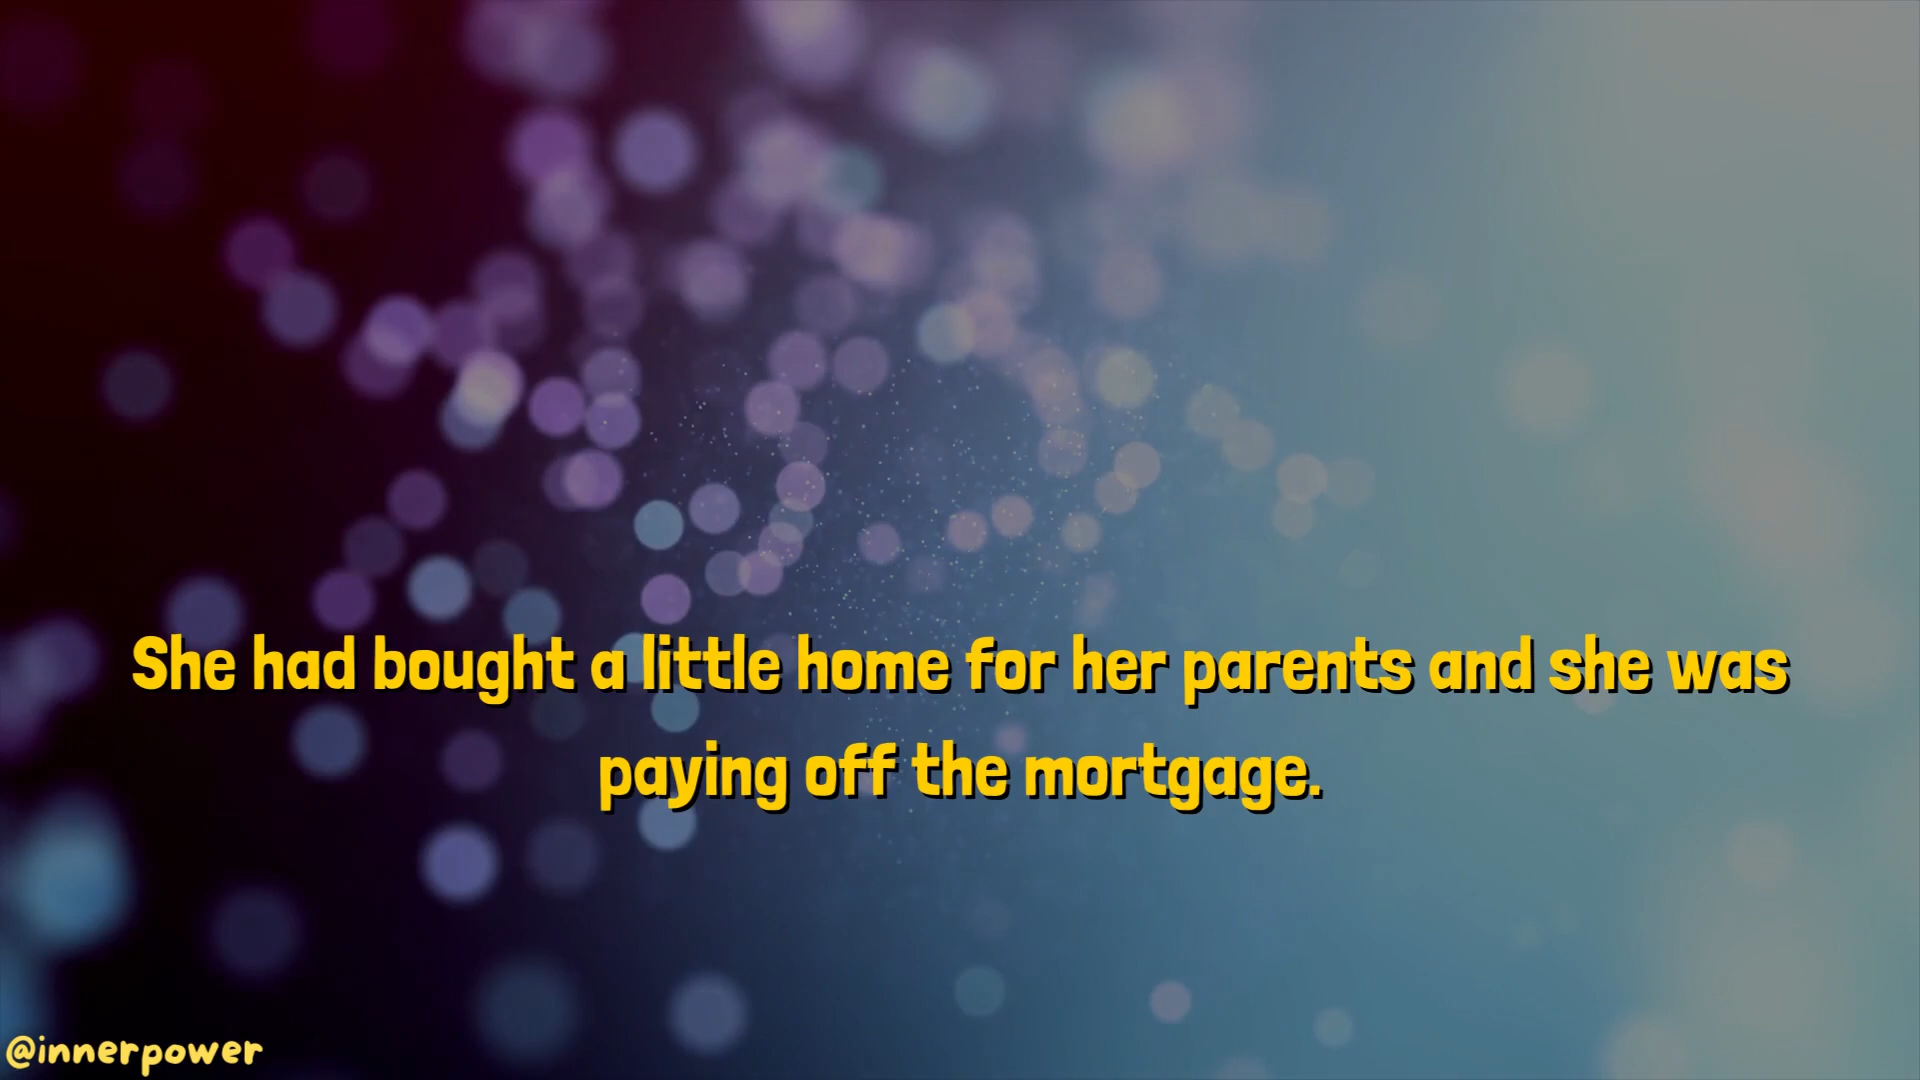 She had bought a little home for her parents and she was
paying off the mortgage.
@innerpower